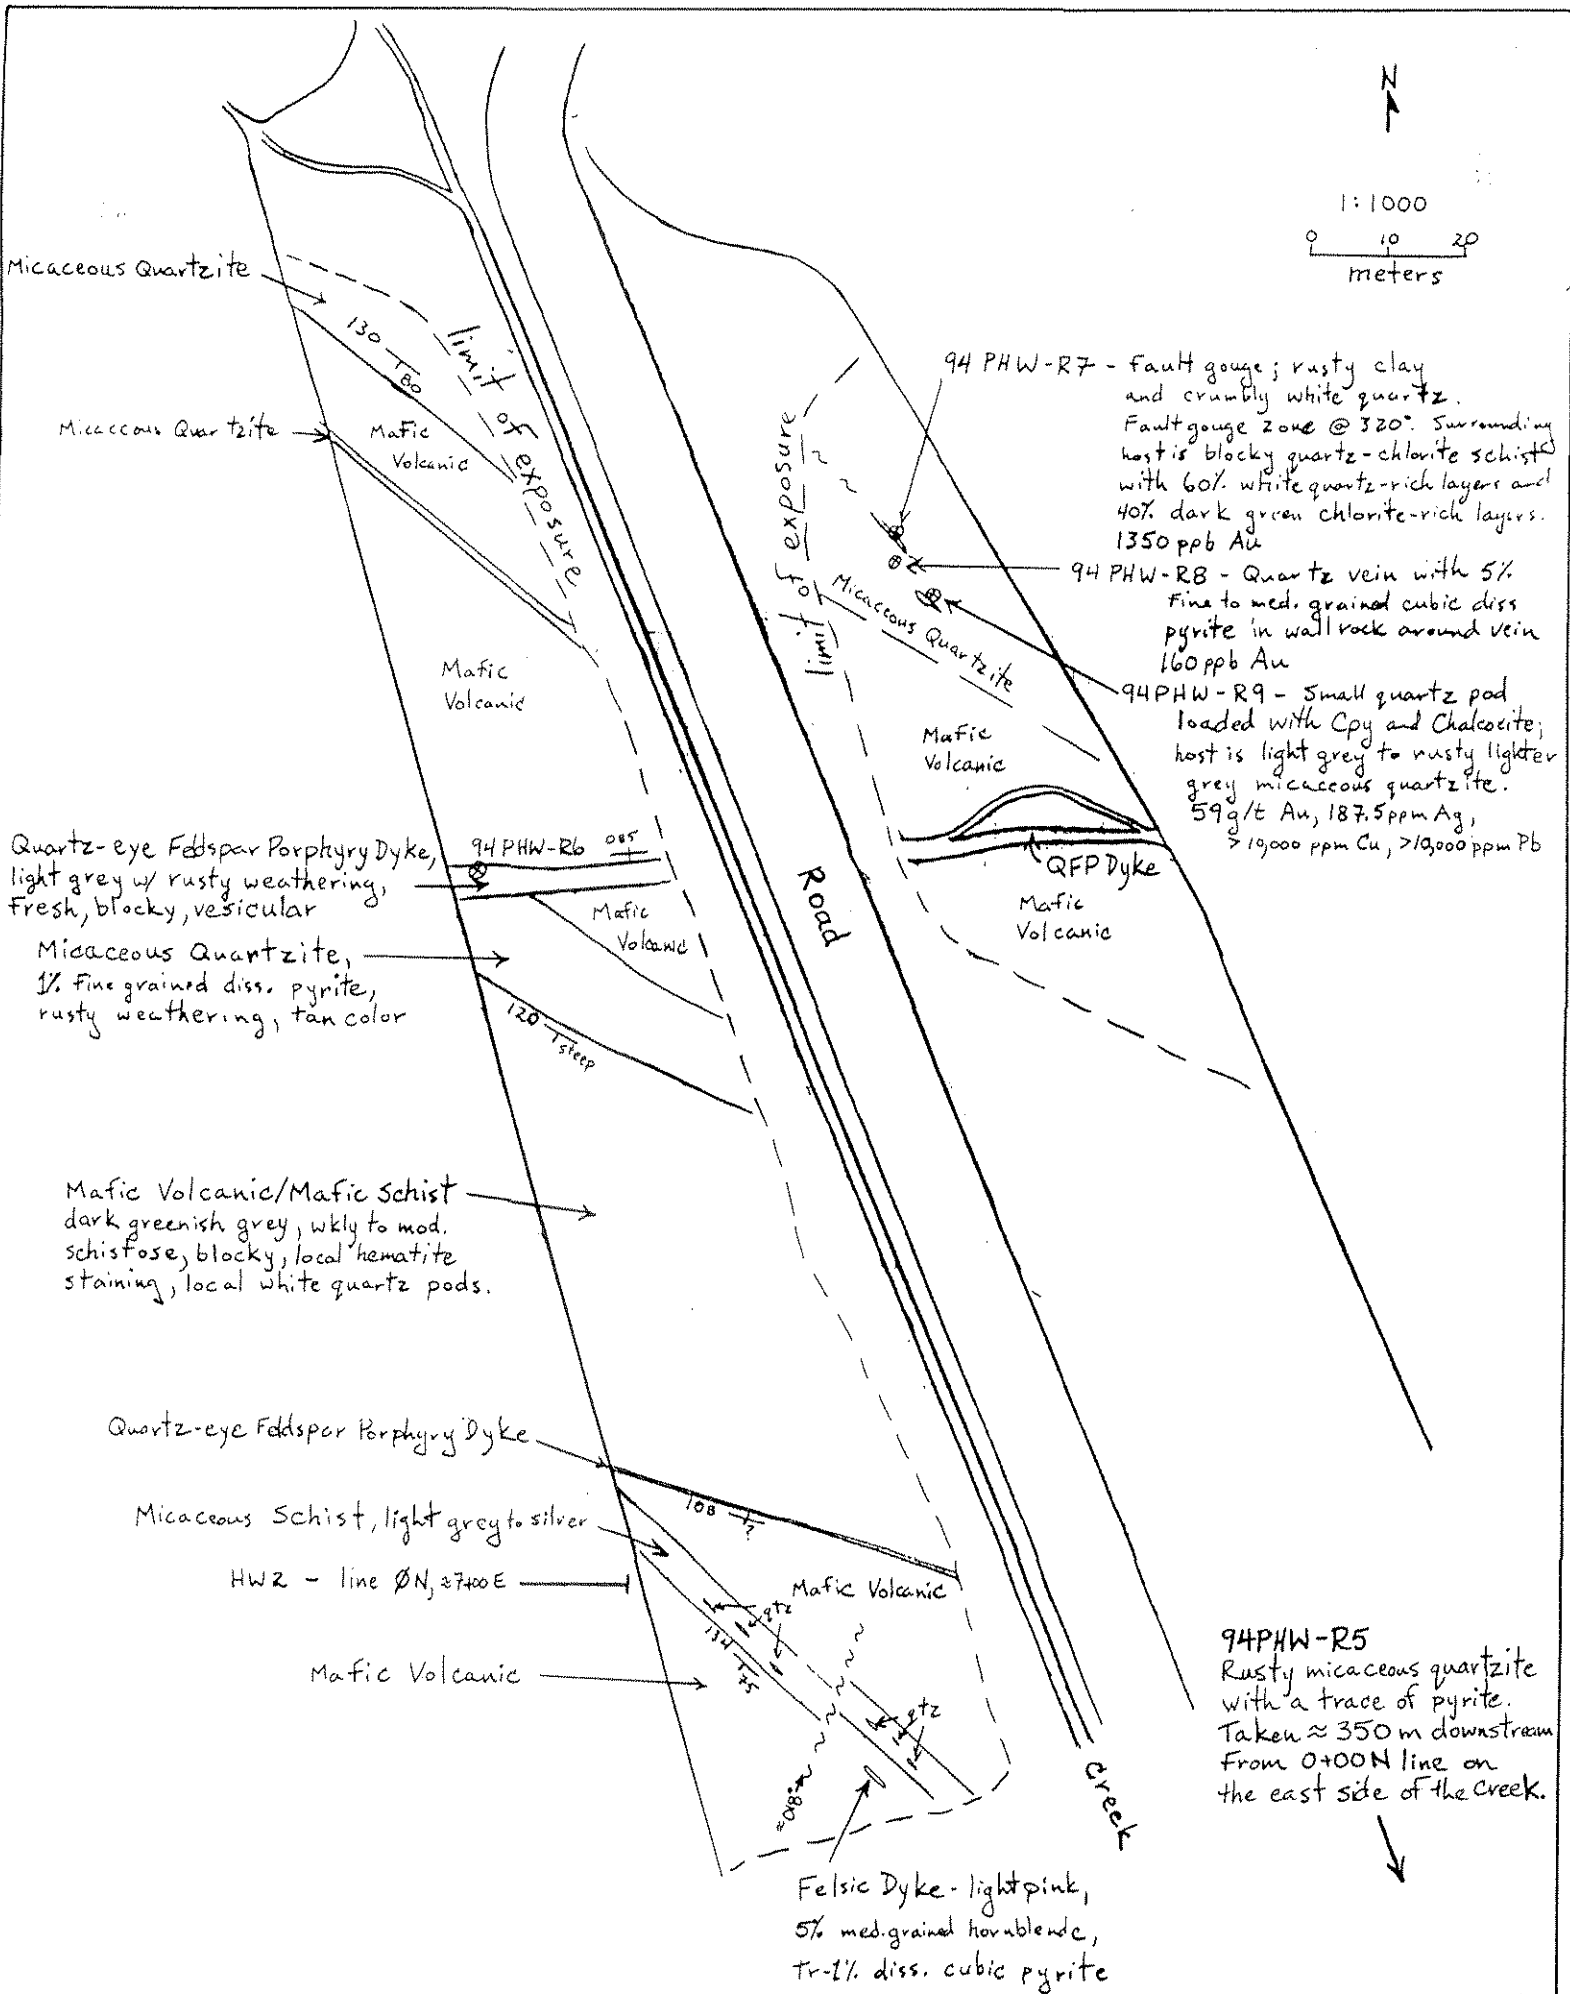 N
1:1000
0 10 20
meters
Micaceous Quartzite
130
80
limit of exposure
Micaceous Quartzite
Mafic
Volcanic
94 PHW-R7 - Fault gouge; rusty clay
and crumbly white quartz.
Fault gouge zone @ 320°. Surrounding
host is blocky quartz-chlorite schist
with 60% white quartz-rich layers and
40% dark green chlorite-rich layers.
1350 ppb Au
94 PHW-R8 - Quartz vein with 5%
Fine to med. grained cubic diss
pyrite in wall rock around vein
160 ppb Au
94PHW-R9 - Small quartz pod
loaded with Cpy and Chalcocite;
host is light grey to rusty lighter
grey micaceous quartzite.
59g/t Au, 187.5ppm Ag,
>10,000 ppm Cu, >10,000 ppm Pb
limit of exposure
Micaceous Quartzite
Mafic
Volcanic
Mafic
Volcanic
QFP Dyke
Mafic
Volcanic
Road
Quartz-eye Feldspar Porphyry Dyke,
light grey w/ rusty weathering,
Fresh, blocky, vesicular
94 PHW-R6 085
Mafic
Volcanic
Micaceous Quartzite,
1% Fine grained diss. pyrite,
rusty weathering, tan color
120
steep
Mafic Volcanic/Mafic Schist
dark greenish grey, wkly to mod.
schistose, blocky, local hematite
staining, local white quartz pods.
Quartz-eye Feldspar Porphyry Dyke
108
?
Micaceous Schist, light grey to silver
HW2 - line ØN, ≈7+00E
Mafic Volcanic
qtz
134
75
Mafic Volcanic
qtz
Creek
94PHW-R5
Rusty micaceous quartzite
with a trace of pyrite.
Taken ≈ 350 m downstream
From 0+00N line on
the east side of the creek.
Felsic Dyke - light pink,
5% med. grained hornblende,
Tr-1% diss. cubic pyrite